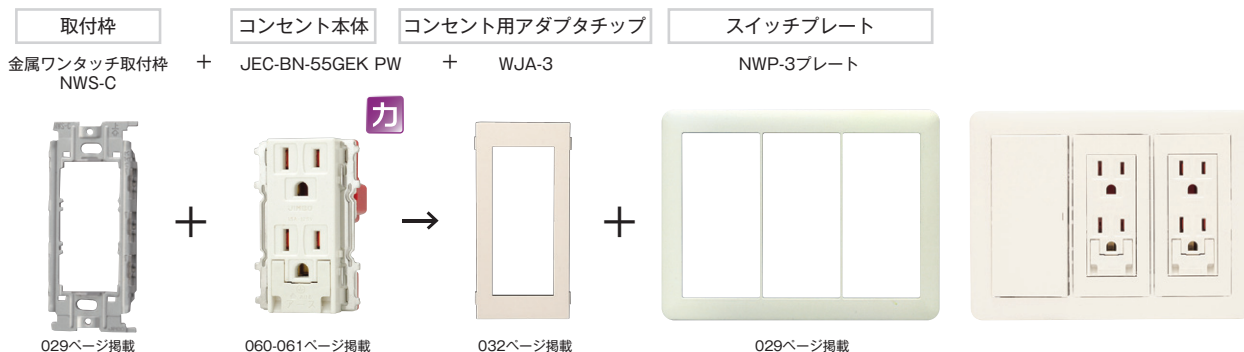 取付枠
コンセント本体
コンセント用アダプタチップ
スイッチプレート
金属ワンタッチ取付枠 + JEC-BN-55GEK PW + WJA-3 NWP-3プレート
NWS-C
力
+ + → +
029ページ掲載
060-061ページ掲載
032ページ掲載
029ページ掲載